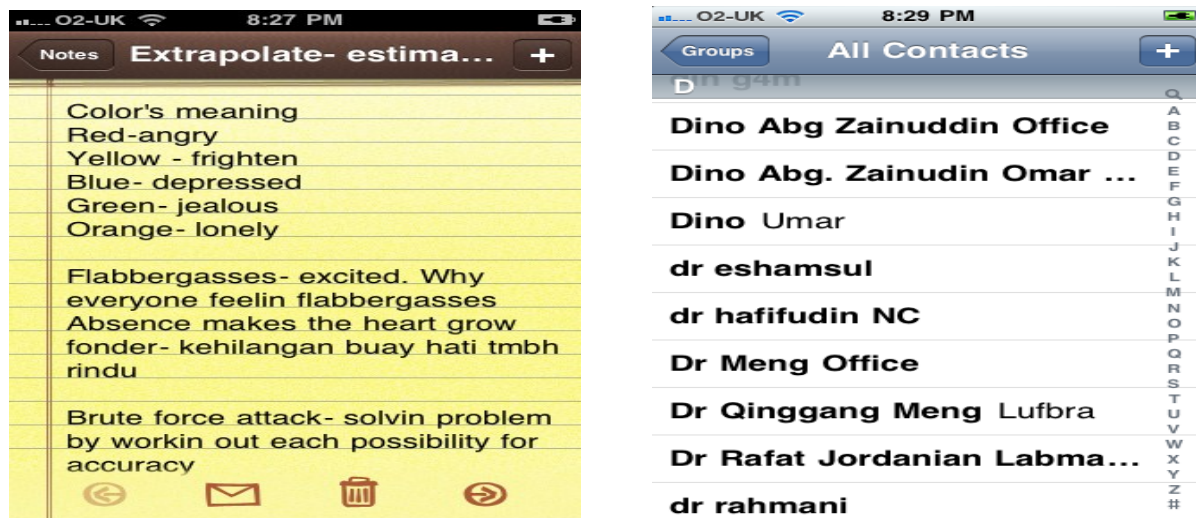 O2-UK 8:27 PM
Notes Extrapolate- estima... +
Color's meaning
Red-angry
Yellow - frighten
Blue- depressed
Green- jealous
Orange- lonely
Flabbergasses- excited. Why
everyone feelin flabbergasses
Absence makes the heart grow
fonder- kehilangan buay hati tmbh
rindu
Brute force attack- solvin problem
by workin out each possibility for
accuracy
O2-UK 8:29 PM
Groups All Contacts +
D
Dino Abg Zainuddin Office
Dino Abg. Zainudin Omar ...
Dino Umar
dr eshamsul
dr hafifudin NC
Dr Meng Office
Dr Qinggang Meng Lufbra
Dr Rafat Jordanian Labma...
dr rahmani
A
B
C
D
E
F
G
H
I
J
K
L
M
N
O
P
Q
R
S
T
U
V
W
X
Y
Z
#